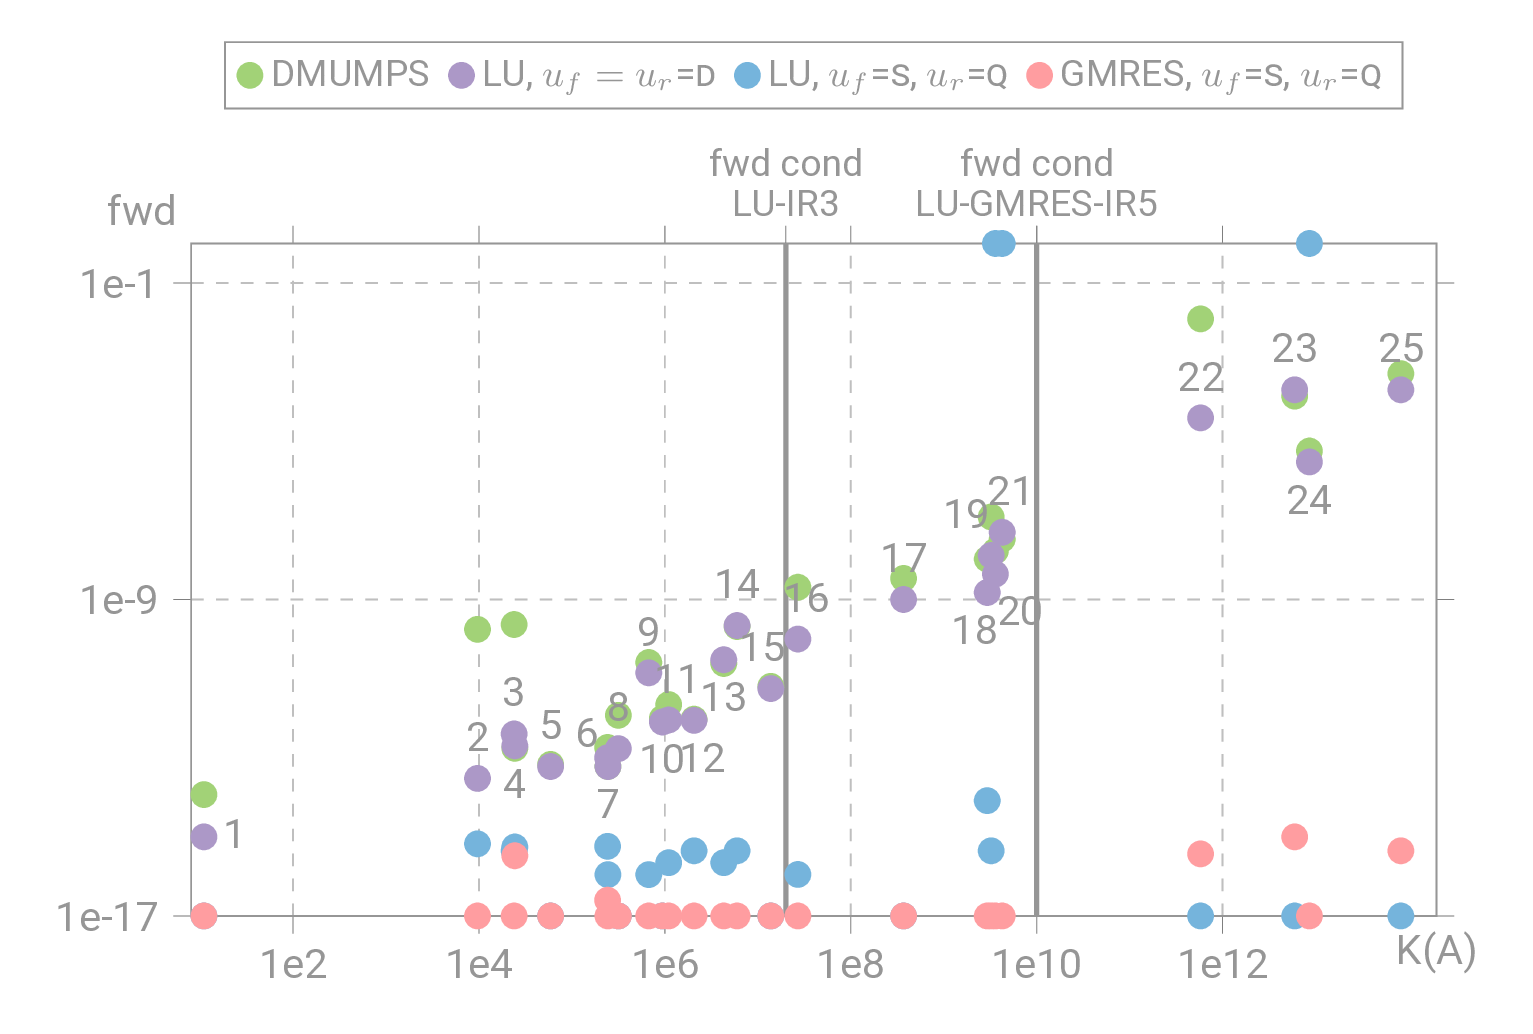 DMUMPS LU, u_f = u_r=D LU, u_f=S, u_r=Q GMRES, u_f=S, u_r=Q
fwd cond
LU-IR3
fwd cond
LU-GMRES-IR5
fwd
1e-1
1e-9
1e-17
1
2
3
4
5
6
7
8
9
10
11
12
13
14
15
16
17
18
19
20
21
22
23
24
25
K(A)
1e2 1e4 1e6 1e8 1e10 1e12